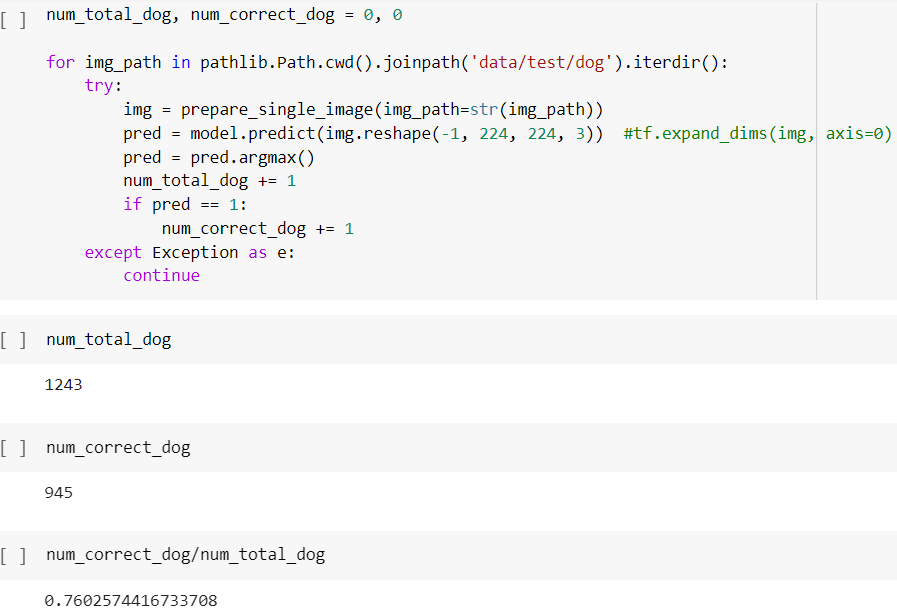 [ ] num_total_dog, num_correct_dog = 0, 0
for img_path in pathlib.Path.cwd().joinpath('data/test/dog').iterdir():
try:
img = prepare_single_image(img_path=str(img_path))
pred = model.predict(img.reshape(-1, 224, 224, 3))  #tf.expand_dims(img, axis=0)
pred = pred.argmax()
num_total_dog += 1
if pred == 1:
num_correct_dog += 1
except Exception as e:
continue
[ ] num_total_dog
1243
[ ] num_correct_dog
945
[ ] num_correct_dog/num_total_dog
0.7602574416733708